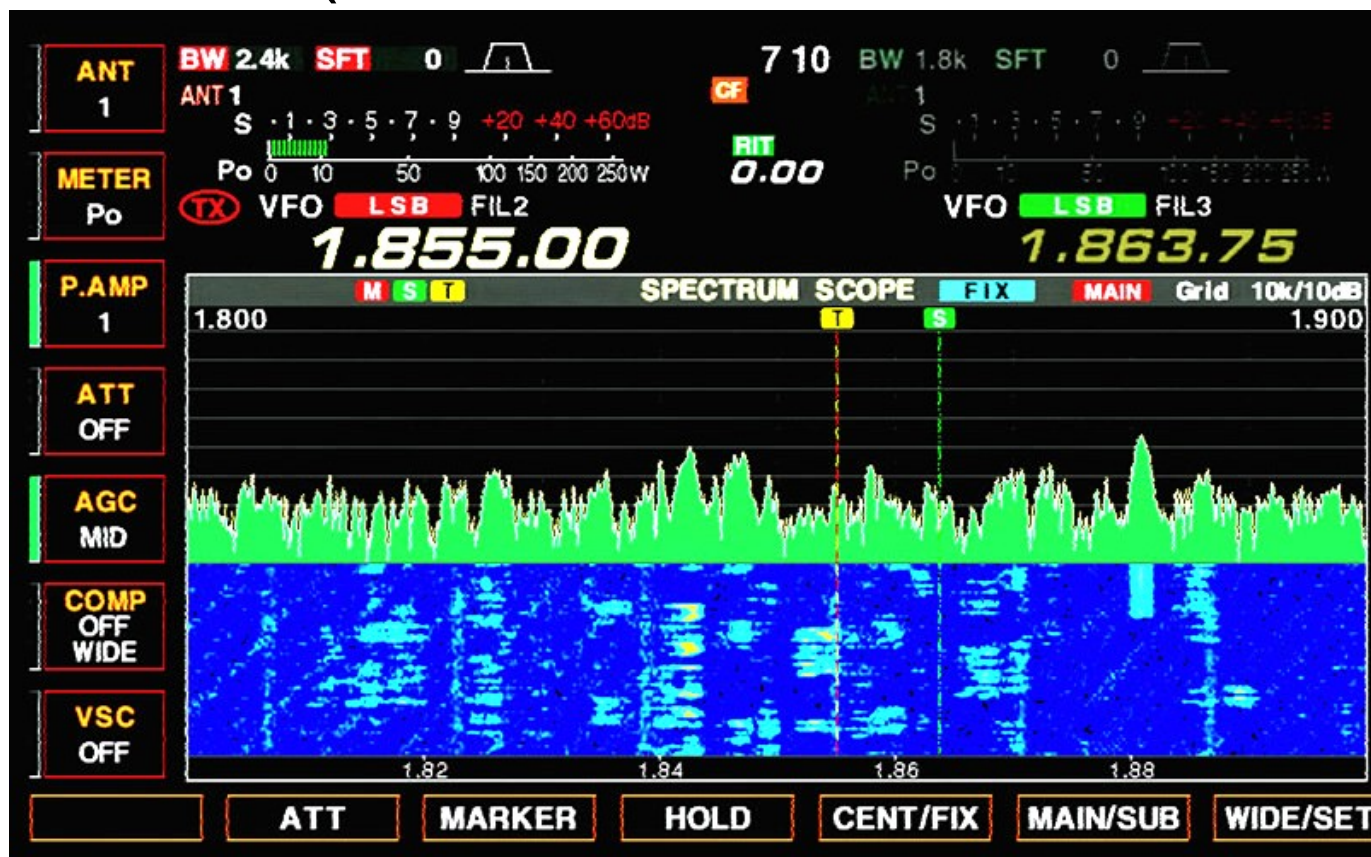 ANT
1
METER
Po
P.AMP
1
ATT
OFF
AGC
MID
COMP
OFF
WIDE
VSC
OFF
BW 2.4k SFT 0
ANT 1
S 1 3 5 7 9 +20 +40 +60dB
Po 0 10 50 100 150 200 250W
TX VFO LSB FIL2
1.855.00
7 10
CF
RIT
0.00
BW 1.8k SFT 0
ANT 1
S 1 3 5 7 9 +20 +40 +60dB
Po
VFO LSB FIL3
1.863.75
M S T SPECTRUM SCOPE FIX MAIN Grid 10k/10dB
1.800 T S 1.900
1.82 1.84 1.86 1.88
ATT MARKER HOLD CENT/FIX MAIN/SUB WIDE/SET